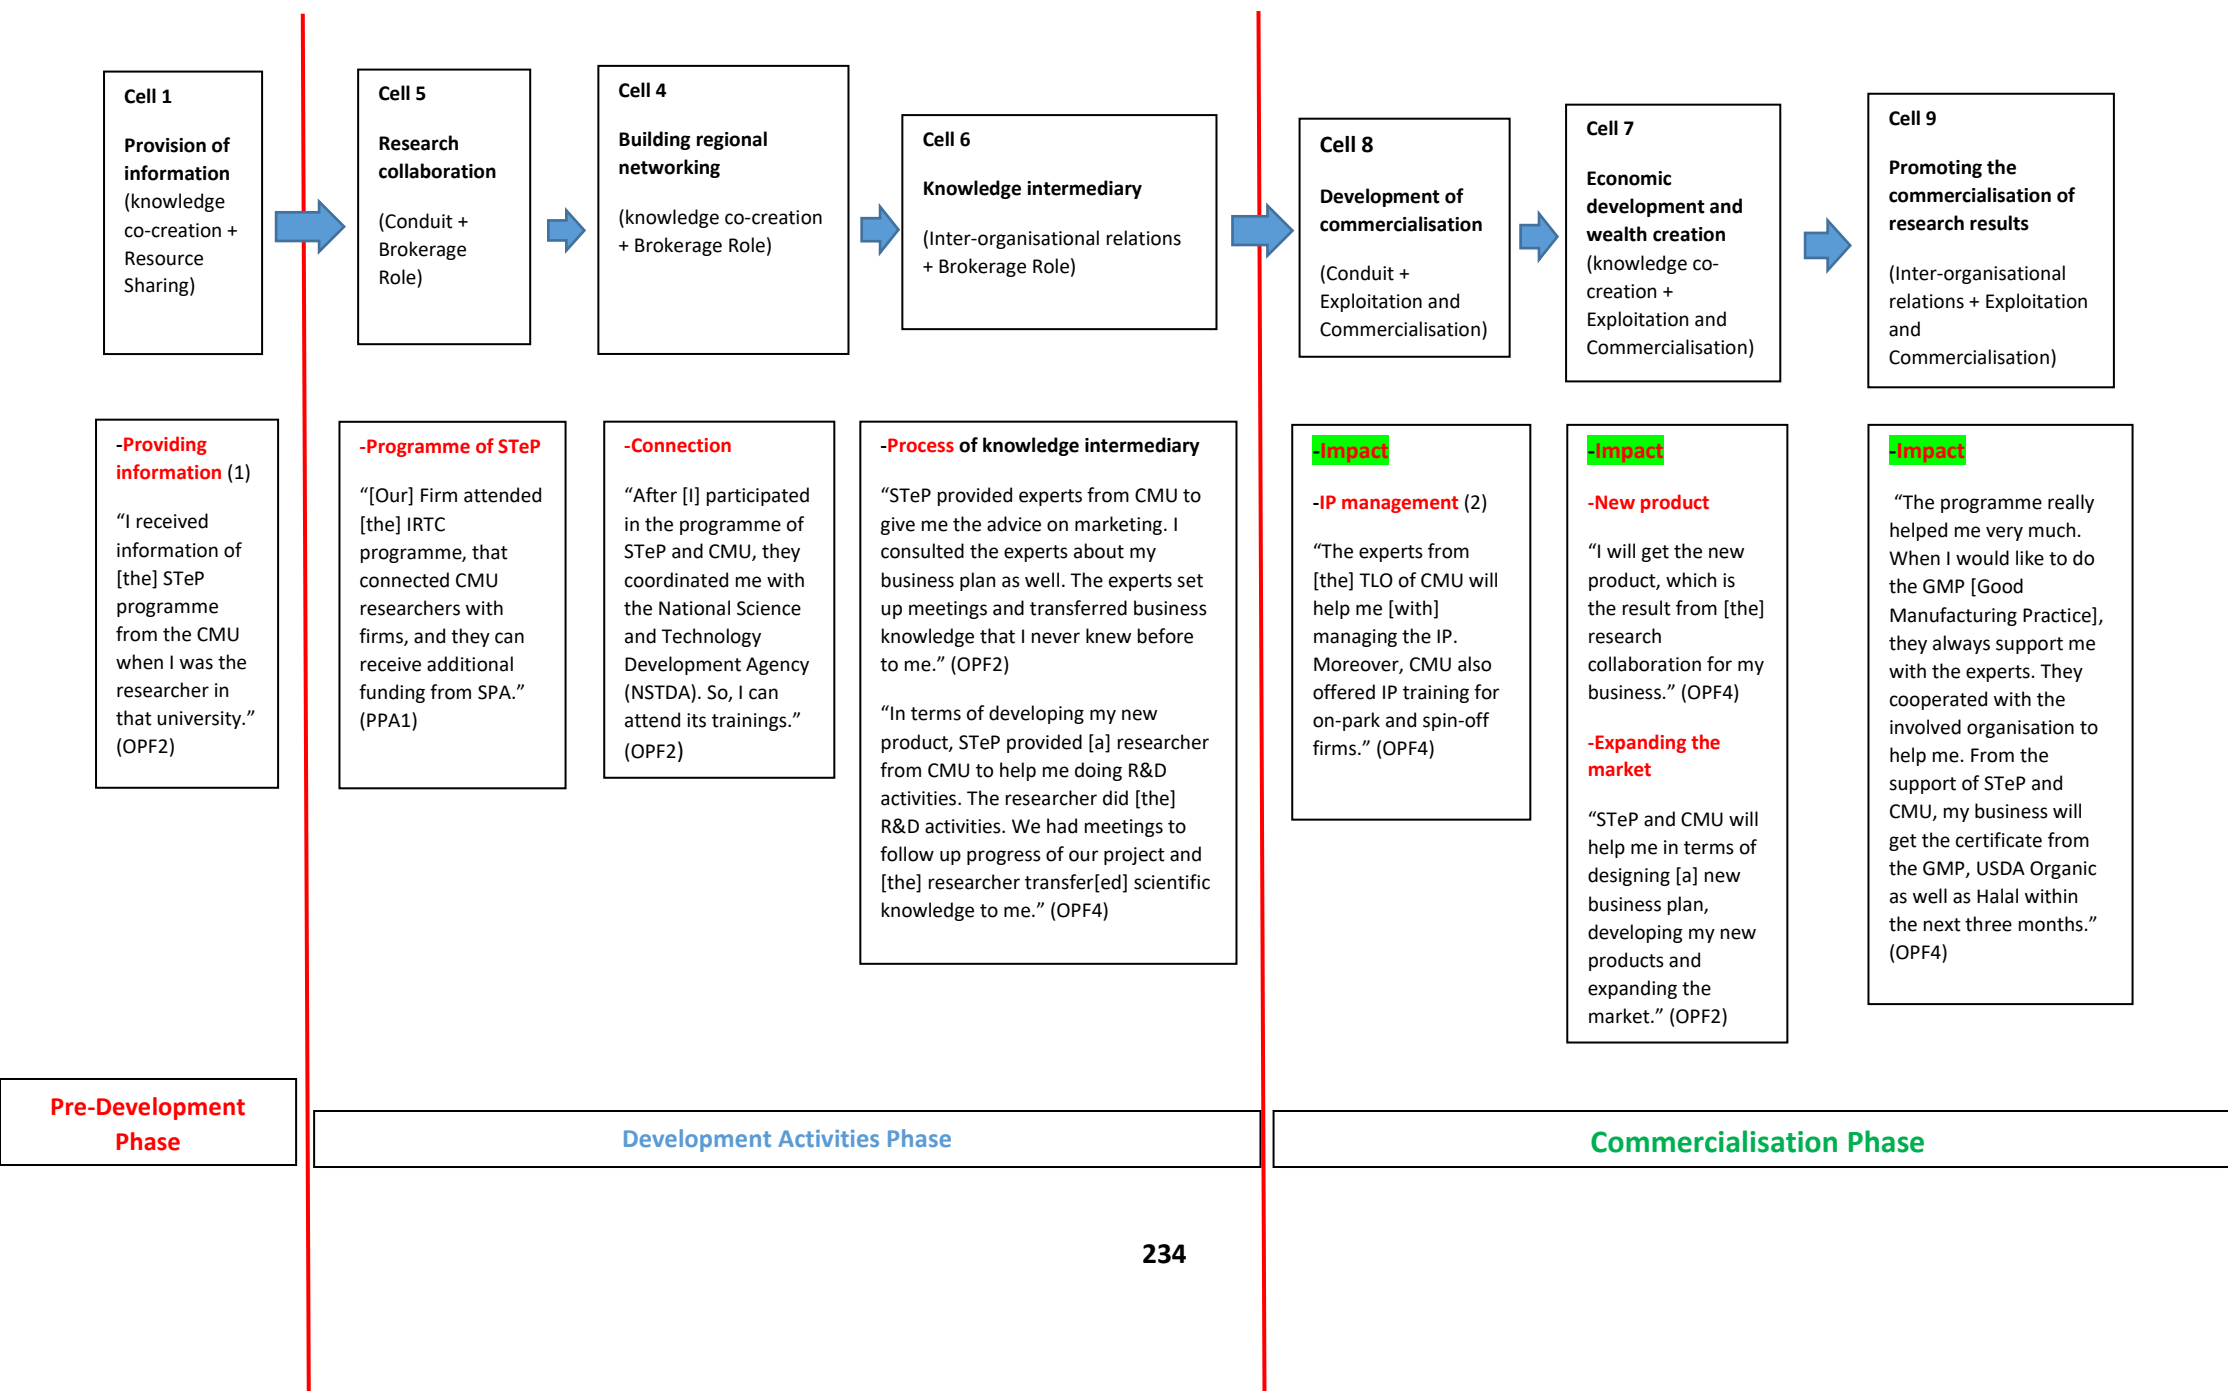 Cell 1
Provision of
information
(knowledge
co-creation +
Resource
Sharing)
Cell 5
Research
collaboration
(Conduit +
Brokerage
Role)
Cell 4
Building regional
networking
(knowledge co-creation
+ Brokerage Role)
Cell 6
Knowledge intermediary
(Inter-organisational relations
+ Brokerage Role)
Cell 8
Development of
commercialisation
(Conduit +
Exploitation and
Commercialisation)
Cell 7
Economic
development and
wealth creation
(knowledge co-
creation +
Exploitation and
Commercialisation)
Cell 9
Promoting the
commercialisation of
research results
(Inter-organisational
relations + Exploitation
and
Commercialisation)
-Providing
information (1)
“I received
information of
[the] STeP
programme
from the CMU
when I was the
researcher in
that university.”
(OPF2)
-Programme of STeP
“[Our] Firm attended
[the] IRTC
programme, that
connected CMU
researchers with
firms, and they can
receive additional
funding from SPA.”
(PPA1)
-Connection
“After [I] participated
in the programme of
STeP and CMU, they
coordinated me with
the National Science
and Technology
Development Agency
(NSTDA). So, I can
attend its trainings.”
(OPF2)
-Process of knowledge intermediary
“STeP provided experts from CMU to
give me the advice on marketing. I
consulted the experts about my
business plan as well. The experts set
up meetings and transferred business
knowledge that I never knew before
to me.” (OPF2)
“In terms of developing my new
product, STeP provided [a] researcher
from CMU to help me doing R&D
activities. The researcher did [the]
R&D activities. We had meetings to
follow up progress of our project and
[the] researcher transfer[ed] scientific
knowledge to me.” (OPF4)
-Impact
-IP management (2)
“The experts from
[the] TLO of CMU will
help me [with]
managing the IP.
Moreover, CMU also
offered IP training for
on-park and spin-off
firms.” (OPF4)
-Impact
-New product
“I will get the new
product, which is
the result from [the]
research
collaboration for my
business.” (OPF4)
-Expanding the
market
“STeP and CMU will
help me in terms of
designing [a] new
business plan,
developing my new
products and
expanding the
market.” (OPF2)
-Impact
“The programme really
helped me very much.
When I would like to do
the GMP [Good
Manufacturing Practice],
they always support me
with the experts. They
cooperated with the
involved organisation to
help me. From the
support of STeP and
CMU, my business will
get the certificate from
the GMP, USDA Organic
as well as Halal within
the next three months.”
(OPF4)
Pre-Development
Phase
Development Activities Phase
Commercialisation Phase
234